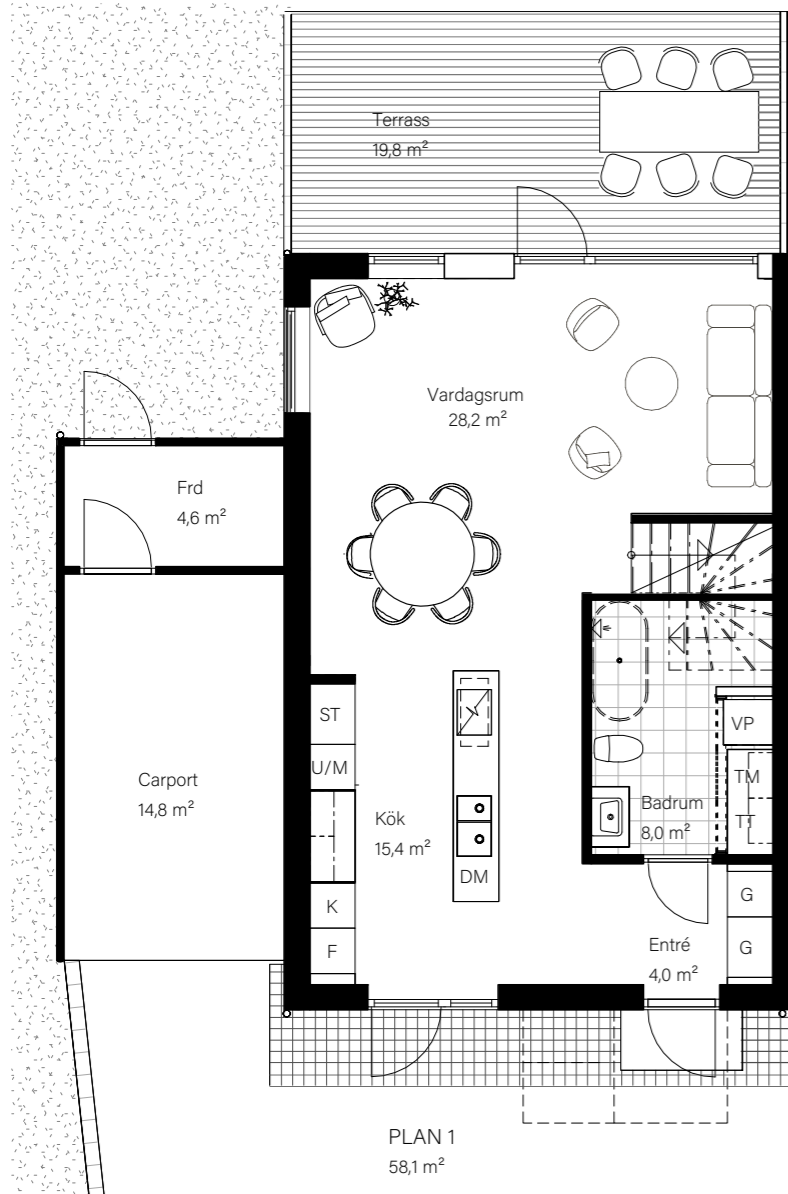 Terrass
19,8 m²
Vardagsrum
28,2 m²
Frd
4,6 m²
ST
U/M
Carport
14,8 m²
Kök
15,4 m²
K
F
DM
VP
TM
TT
Badrum
8,0 m²
G
G
Entré
4,0 m²
PLAN 1
58,1 m²